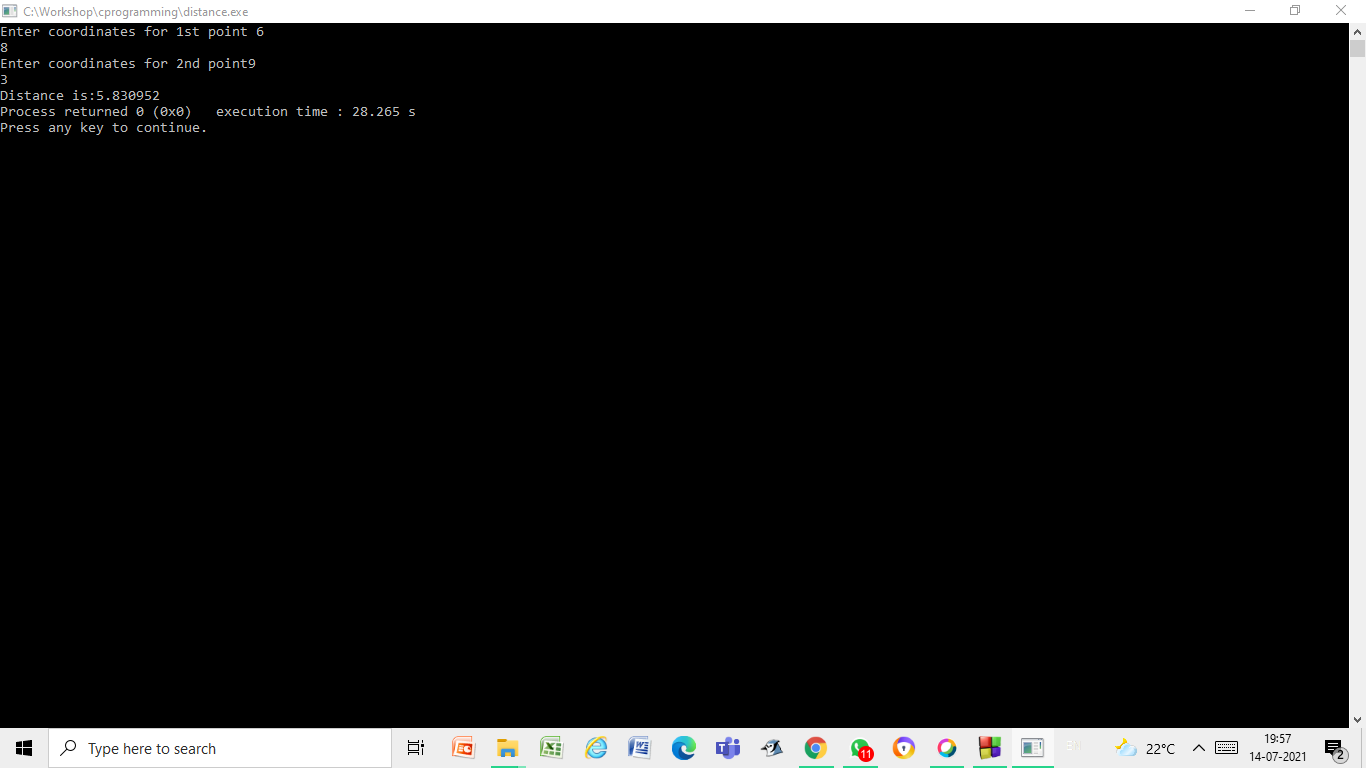 C:\Workshop\cprogramming\distance.exe
Enter coordinates for 1st point 6
8
Enter coordinates for 2nd point9
3
Distance is:5.830952
Process returned 0 (0x0)   execution time : 28.265 s
Press any key to continue.
Type here to search
11
22°C
19:57
14-07-2021
2